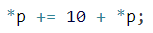 *p += 10 + *p;